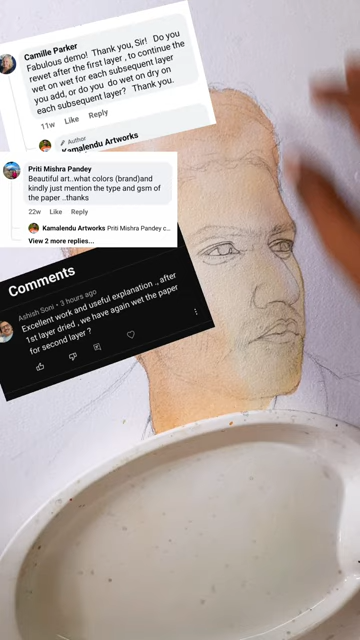 Camille Parker
Fabulous demo! Thank you, Sir! Do you
rewet after the first layer , to continue the
wet on wet for each subsequent layer
you add, or do you do wet on dry on
each subsequent layer? Thank you.
11w Like Reply
Author
Kamalendu Artworks
Priti Mishra Pandey
Beautiful art..what colors (brand)and
kindly just mention the type and gsm of
the paper ..thanks
22w Like Reply
Kamalendu Artworks Priti Mishra Pandey c...
View 2 more replies...
Comments
Ashish Soni • 3 hours ago
Excellent work and useful explanation ., after
1st layer dried , we have again wet the paper
for second layer ?